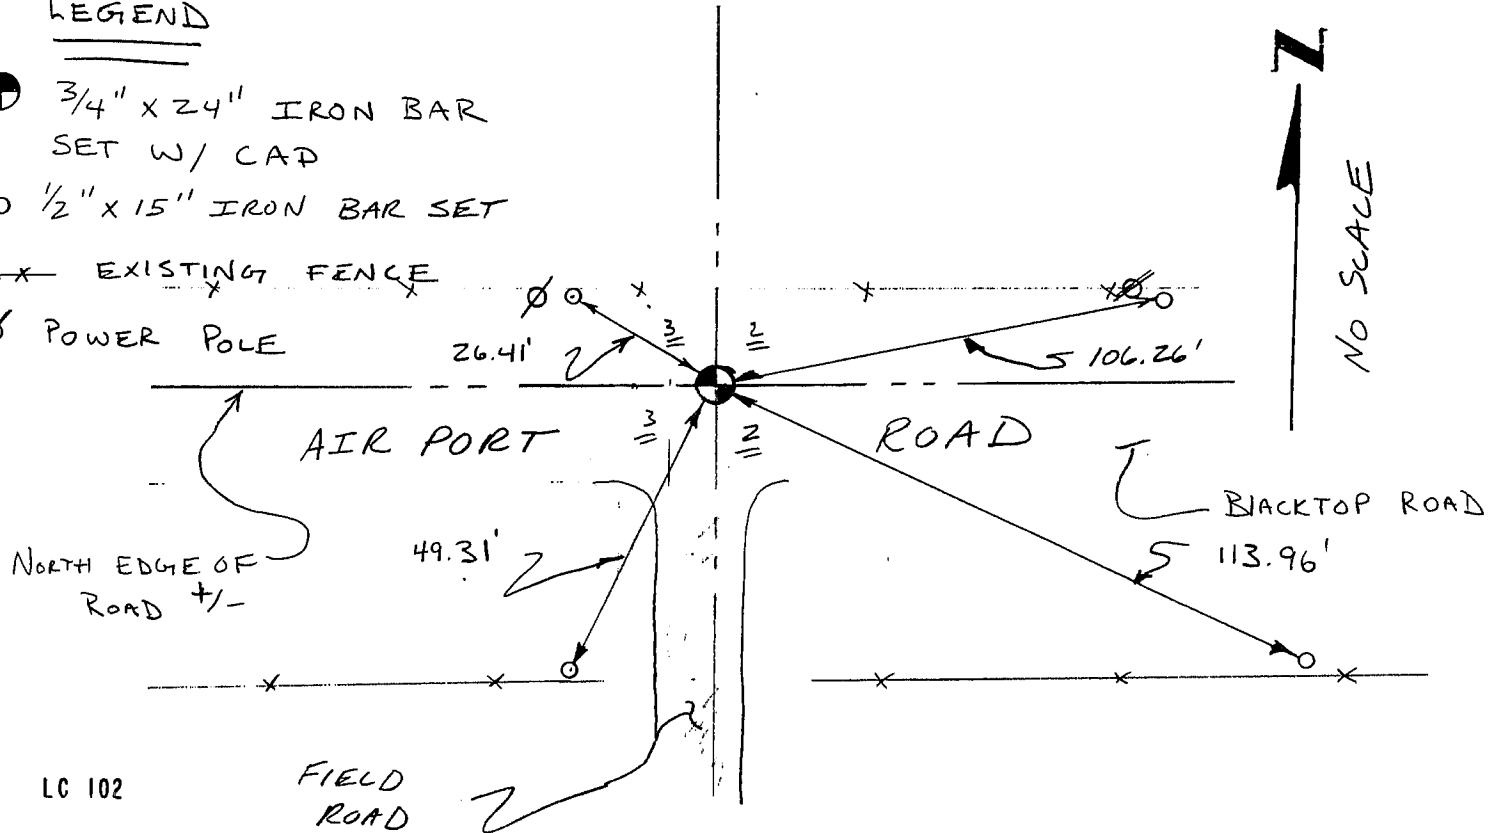 LEGEND
3/4" X 24" IRON BAR
SET W/ CAP
1/2" X 15" IRON BAR SET
EXISTING FENCE
POWER POLE
N
NO SCALE
26.41'
3
2
106.26'
3
2
AIR PORT ROAD
BLACKTOP ROAD
49.31'
113.96'
NORTH EDGE OF
ROAD +/-
FIELD
ROAD
LC 102